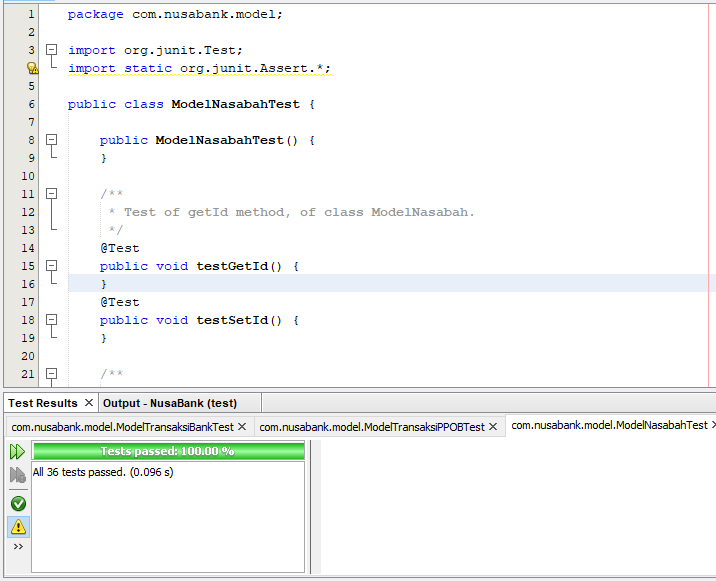 1 package com.nusabank.model;
2
3 import org.junit.Test;
import static org.junit.Assert.*;
5
6 public class ModelNasabahTest {
7
8 public ModelNasabahTest() {
9 }
10
11 /**
12 * Test of getId method, of class ModelNasabah.
13 */
14 @Test
15 public void testGetId() {
16 }
17 @Test
18 public void testSetId() {
19 }
20
21 /**
Test Results × Output - NusaBank (test)
com.nusabank.model.ModelTransaksiBankTest × com.nusabank.model.ModelTransaksiPPOBTest × com.nusabank.model.ModelNasabahTest ×
Tests passed: 100.00 %
All 36 tests passed. (0.096 s)
>>